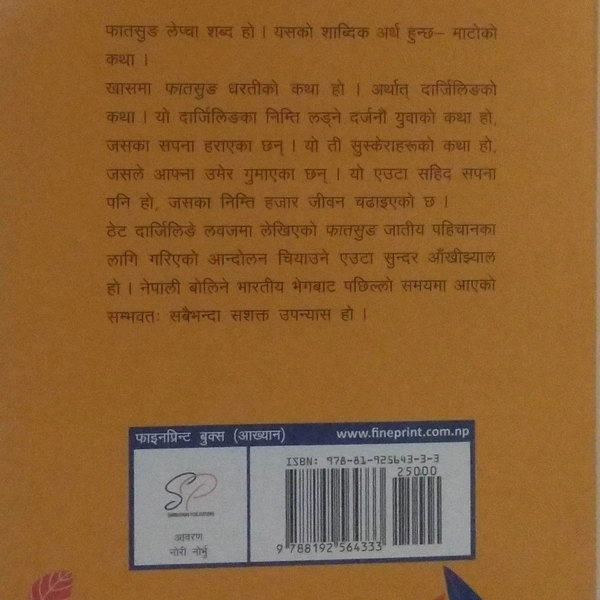 फातसुङ लेप्चा शब्द हो । यसको शाब्दिक अर्थ हुन्छ– माटोको
कथा ।
खासमा फातसुङ धरतीको कथा हो । अर्थात् दार्जिलिङको
कथा । यो दार्जिलिङका निम्ति लड्ने दर्जनौं युवाको कथा हो,
जसका सपना हराएका छन् । यो ती सुस्केराहरूको कथा हो,
जसले आफ्ना उमेर गुमाएका छन् । यो एउटा सहिद सपना
पनि हो, जसका निम्ति हजार जीवन चढाइएको छ ।
ठेट दार्जिलिङे लवजमा लेखिएको फातसुङ जातीय पहिचानका
लागि गरिएको आन्दोलन चियाउने एउटा सुन्दर आँखीझ्याल
हो । नेपाली बोलिने भारतीय भेगबाट पछिल्लो समयमा आएको
सम्भवतः सबैभन्दा सशक्त उपन्यास हो ।
फाइनप्रिन्ट बुक्स (आख्यान) www.fineprint.com.np
ISBN: 978-81-925643-3-3
25000
SP
आवरण
नोरी नोर्भु
9 788192 564333